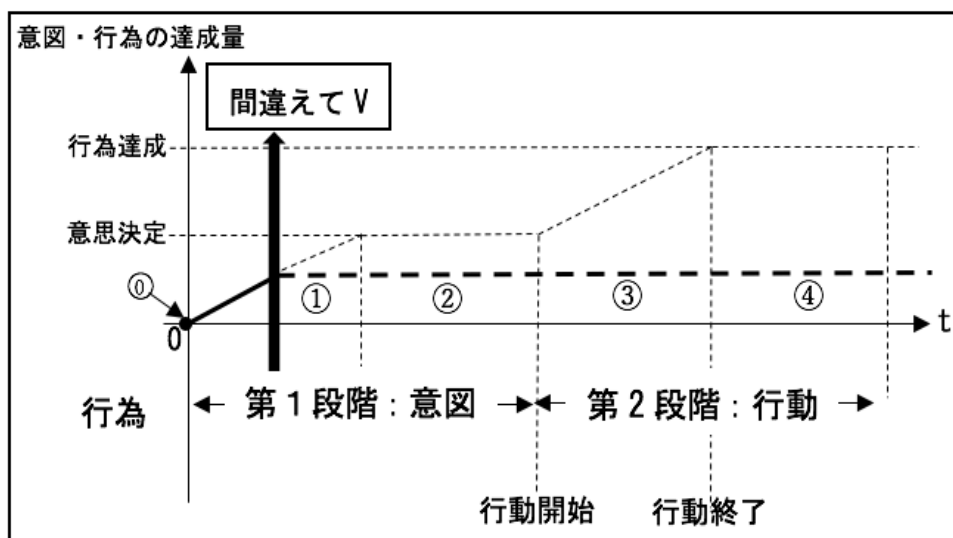 意図・行為の達成量
間違えて V
行為達成
意思決定
⓪
① ② ③ ④
0
t
行為 第1段階：意図 第2段階：行動
行動開始 行動終了